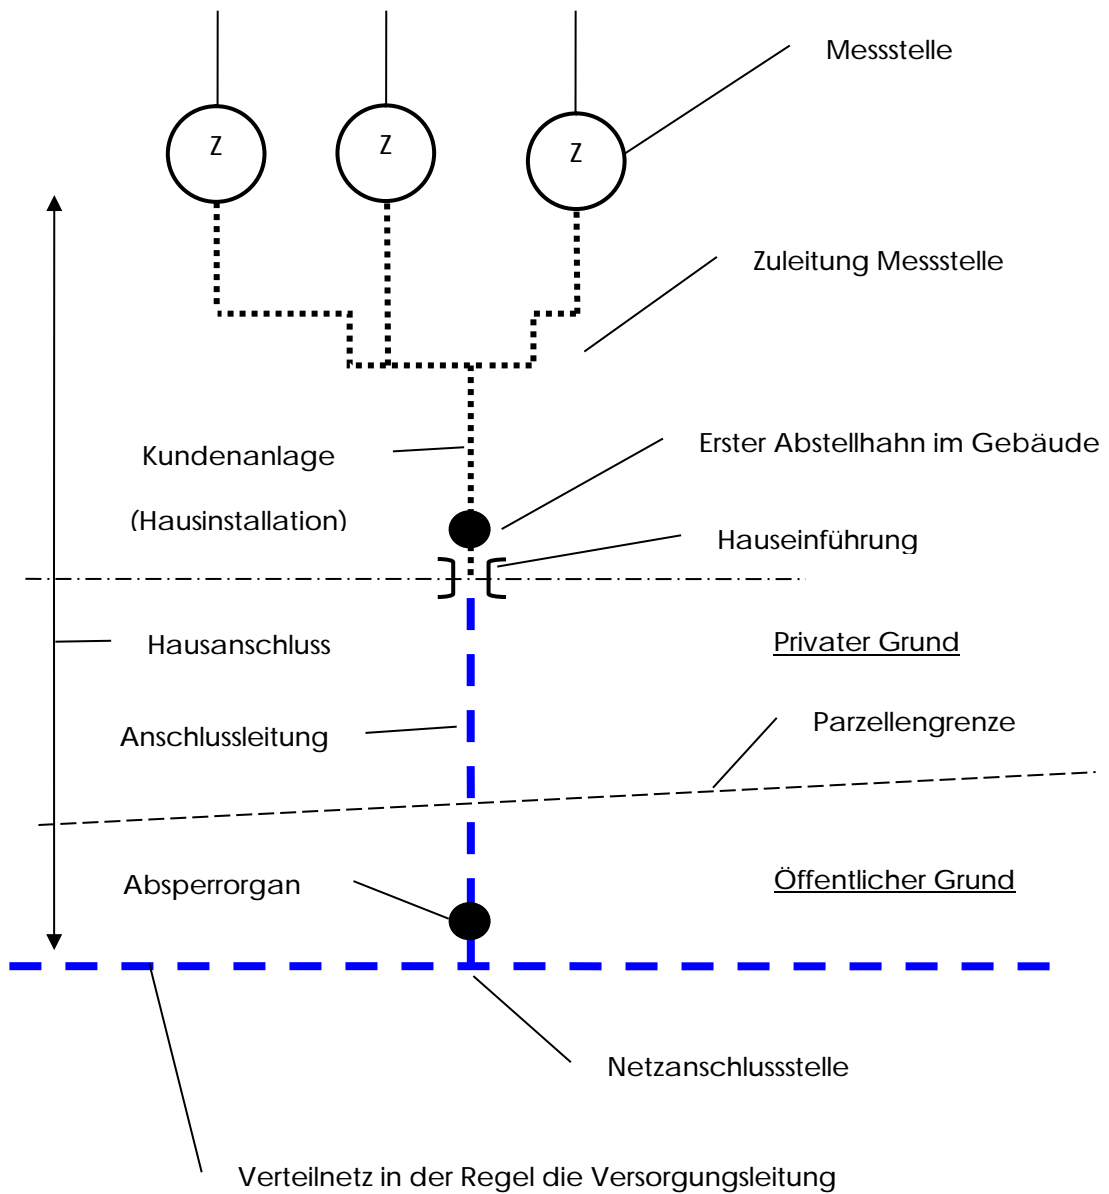 Messstelle
Z
Z
Z
Zuleitung Messstelle
Erster Abstellhahn im Gebäude
Kundenanlage
(Hausinstallation)
Hauseinführung
Hausanschluss
Privater Grund
Parzellengrenze
Anschlussleitung
Absperrorgan
Öffentlicher Grund
Netzanschlussstelle
Verteilnetz in der Regel die Versorgungsleitung